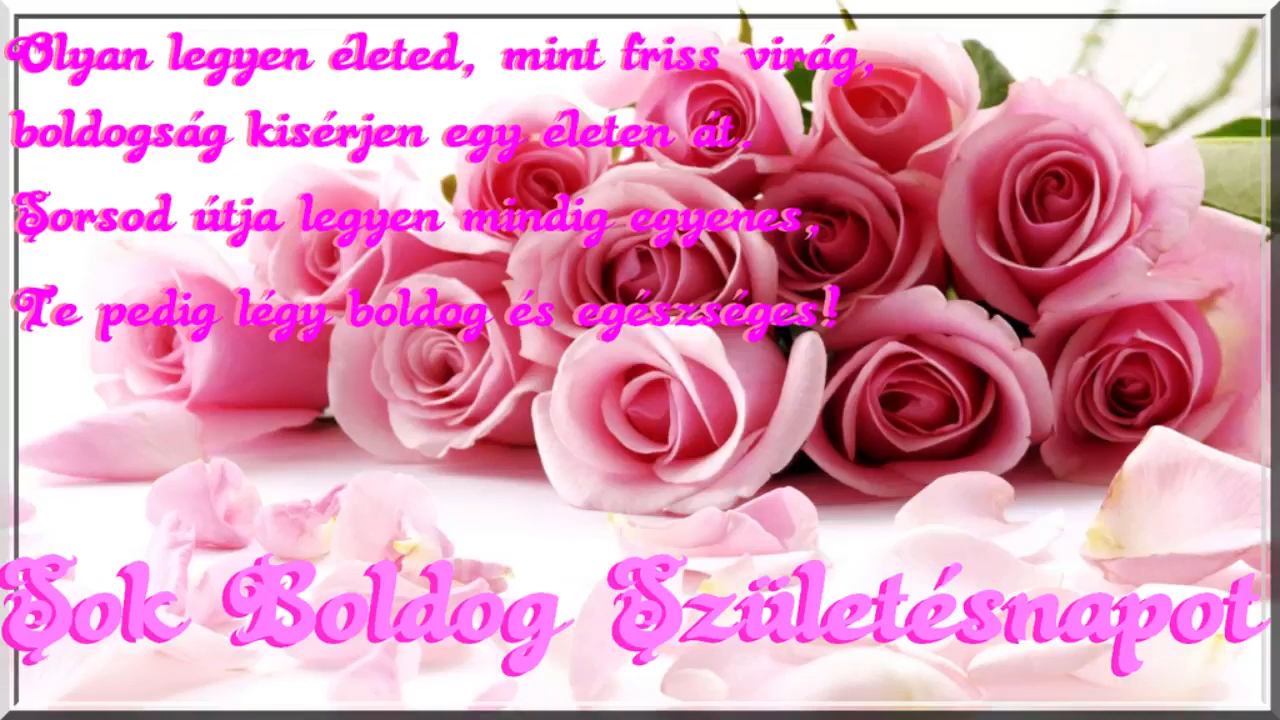 Olyan legyen életed, mint friss virág,
boldogság kisérjen egy életen át.
Sorsod útja legyen mindig egyenes,
Te pedig légy boldog és egészséges!
Sok Boldog Születésnapot